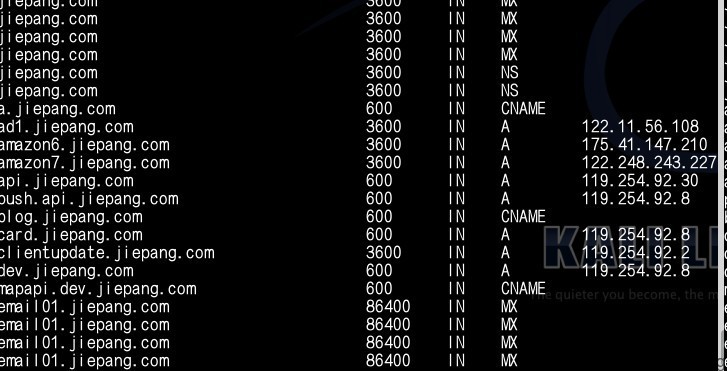 jiepang.com 3600 IN MX
jiepang.com 3600 IN MX
jiepang.com 3600 IN MX
jiepang.com 3600 IN MX
jiepang.com 3600 IN NS
jiepang.com 3600 IN NS
a.jiepang.com 600 IN CNAME
ad1.jiepang.com 3600 IN A 122.11.56.108
amazon6.jiepang.com 3600 IN A 175.41.147.210
amazon7.jiepang.com 3600 IN A 122.248.243.227
api.jiepang.com 600 IN A 119.254.92.30
push.api.jiepang.com 600 IN A 119.254.92.8
blog.jiepang.com 600 IN CNAME
card.jiepang.com 600 IN A 119.254.92.8
clientupdate.jiepang.com 3600 IN A 119.254.92.2
dev.jiepang.com 600 IN A 119.254.92.8
mapapi.dev.jiepang.com 600 IN CNAME
email01.jiepang.com 86400 IN MX
email01.jiepang.com 86400 IN MX
email01.jiepang.com 86400 IN MX
email01.jiepang.com 86400 IN MX
KALI LI
The quieter you become, the m